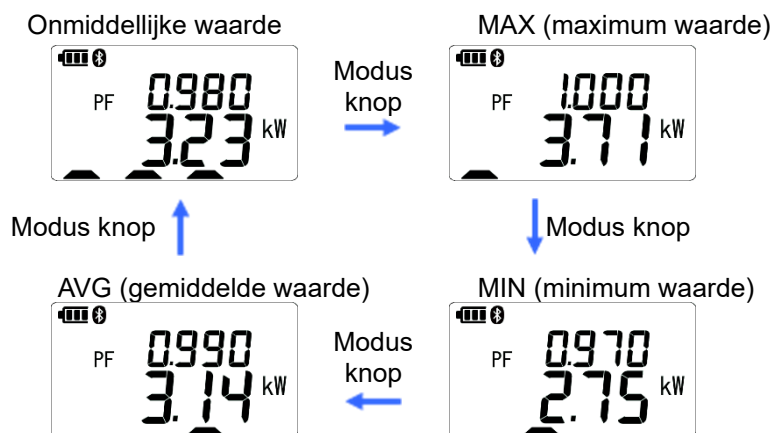 Onmiddellijke waarde
PF 0.980
3.23 kW
Modus
knop
MAX (maximum waarde)
PF 1.000
3.71 kW
Modus knop
Modus knop
AVG (gemiddelde waarde)
PF 0.990
3.14 kW
Modus
knop
MIN (minimum waarde)
PF 0.970
2.75 kW